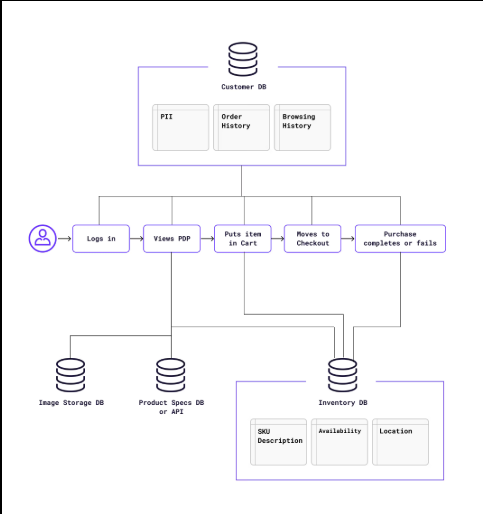 Customer DB
PII
Order
History
Browsing
History
Logs in
Views PDP
Puts item
in Cart
Moves to
Checkout
Purchase
completes or fails
Image Storage DB
Product Specs DB
or API
Inventory DB
SKU
Description
Availability
Location